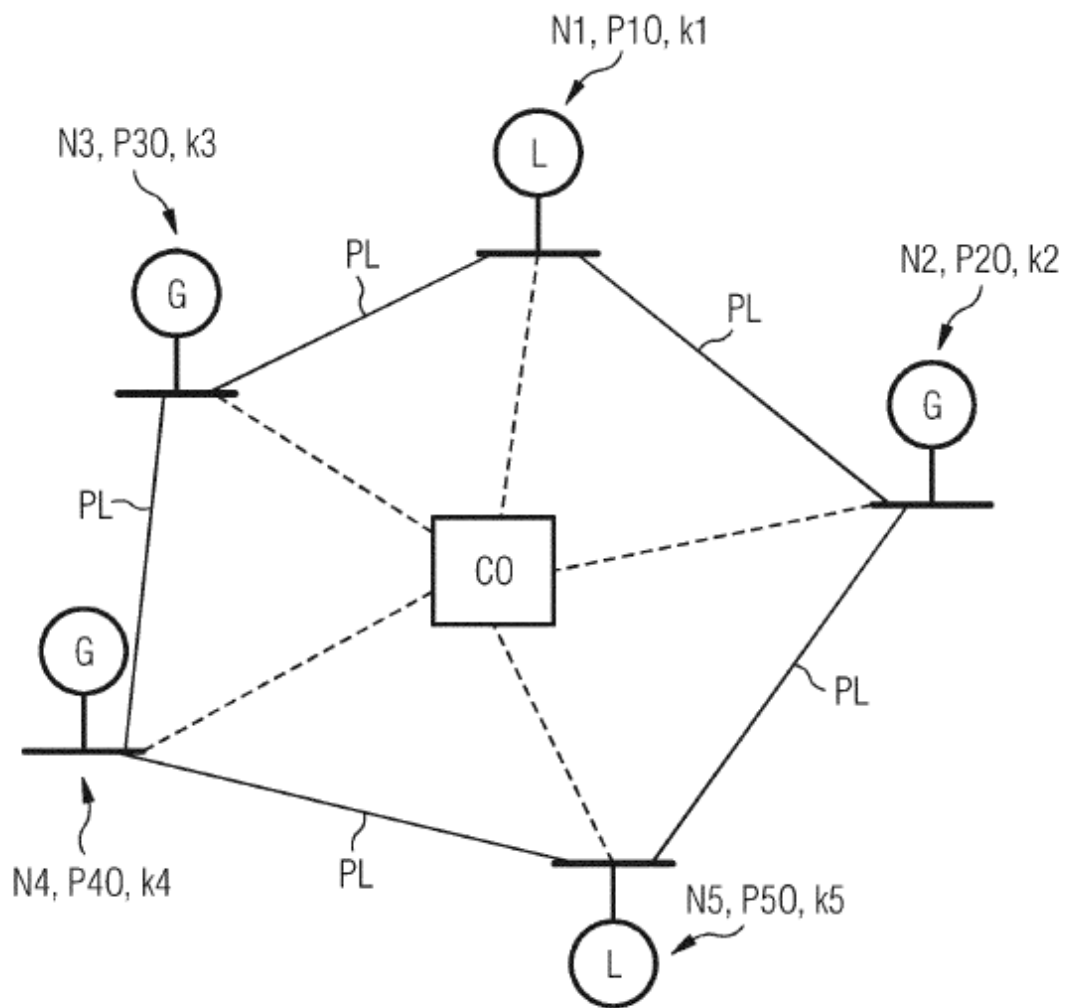 N1, P10, k1
L
N3, P30, k3
PL
G
N2, P20, k2
PL
G
PL
CO
G
PL
PL
N4, P40, k4
N5, P50, k5
L